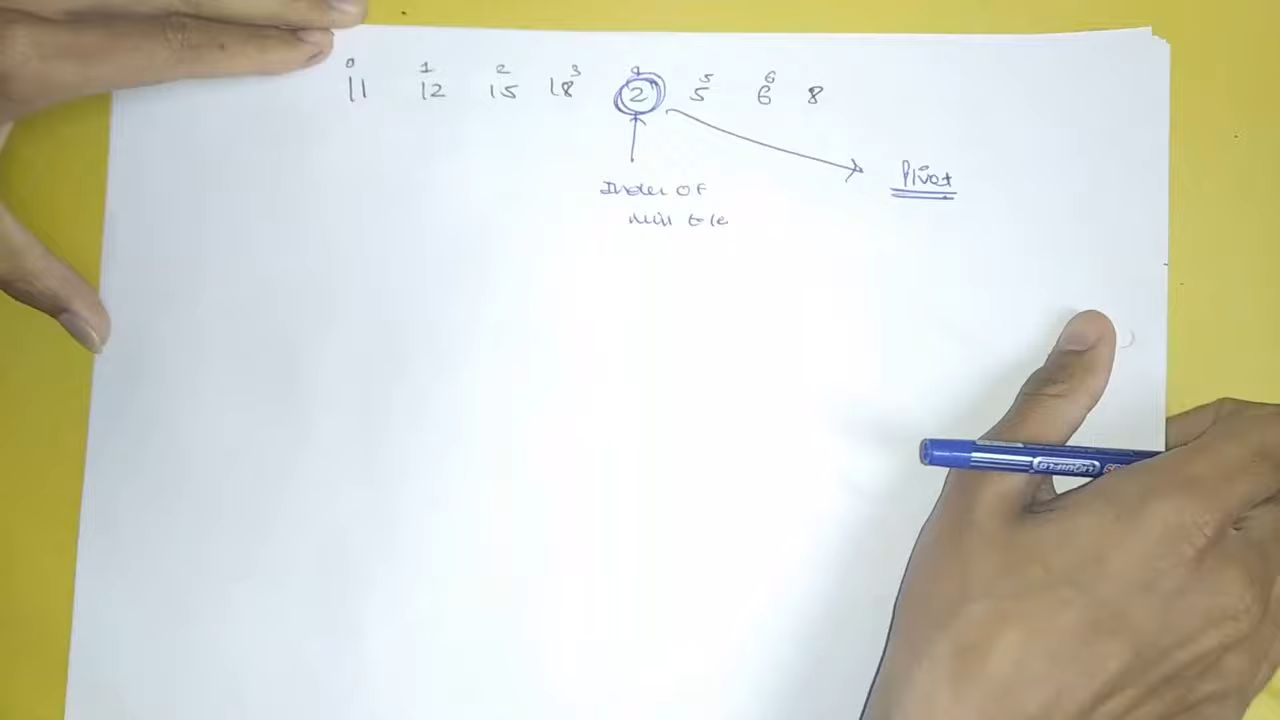 0 1 2 3 4 5 6
11 12 15 18 2 5 6 8
Pivot
Index of
min ele